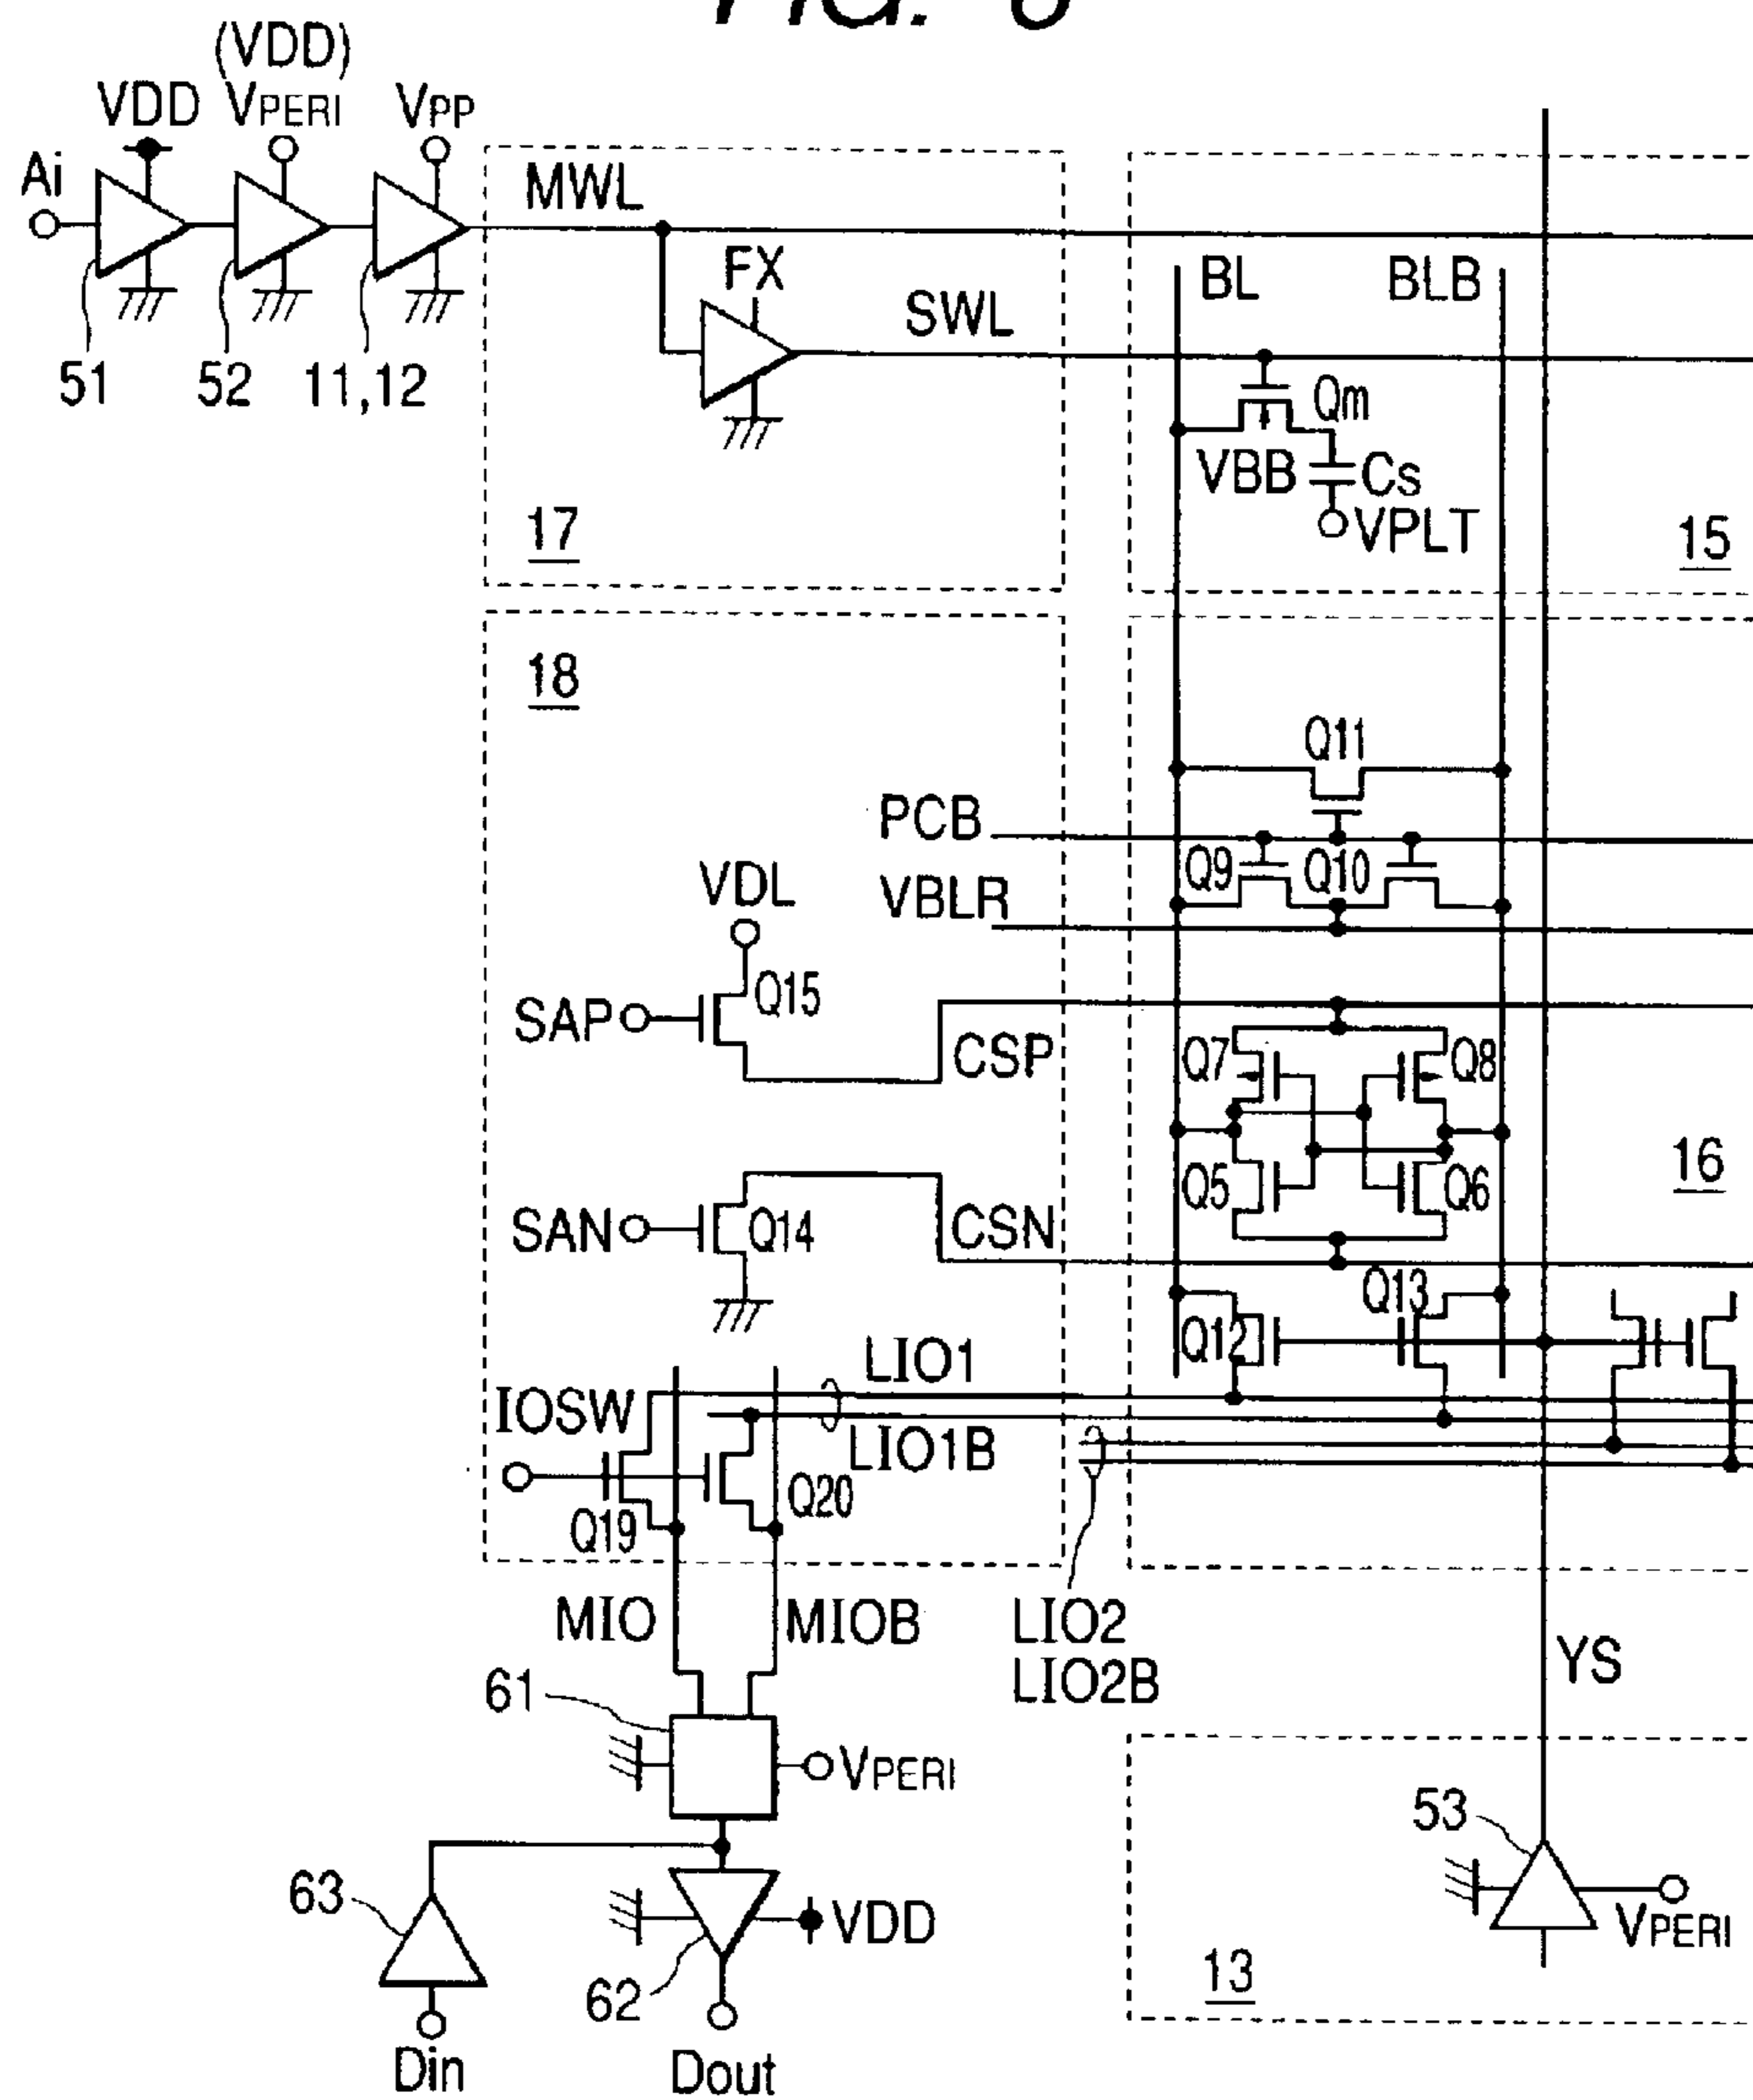 (VDD)
VDD
VPERI
VPP
Ai
51
52
11,12
MWL
FX
SWL
17
BL
BLB
Qm
VBB
Cs
VPLT
15
18
Q11
PCB
Q9
Q10
VBLR
VDL
Q15
SAP
CSP
Q7
Q8
Q5
Q6
16
SAN
Q14
CSN
Q13
Q12
LIO1
IOSW
LIO1B
Q20
Q19
MIO
MIOB
LIO2
LIO2B
YS
61
VPERI
53
63
VDD
VPERI
62
13
Din
Dout